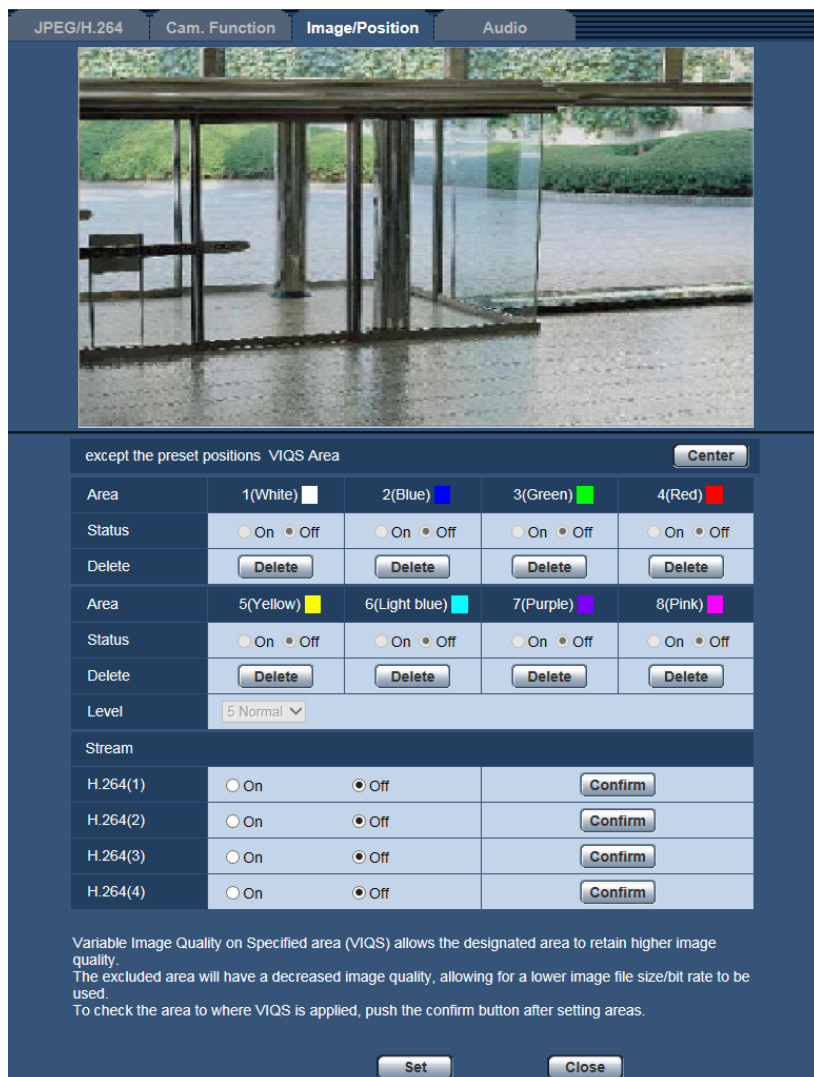 JPEG/H.264 Cam. Function Image/Position Audio
except the preset positions VIQS Area Center
Area 1(White) 2(Blue) 3(Green) 4(Red)
Status On Off On Off On Off On Off
Delete Delete Delete Delete Delete
Area 5(Yellow) 6(Light blue) 7(Purple) 8(Pink)
Status On Off On Off On Off On Off
Delete Delete Delete Delete Delete
Level 5 Normal
Stream
H.264(1) On Off Confirm
H.264(2) On Off Confirm
H.264(3) On Off Confirm
H.264(4) On Off Confirm
Variable Image Quality on Specified area (VIQS) allows the designated area to retain higher image
quality.
The excluded area will have a decreased image quality, allowing for a lower image file size/bit rate to be
used.
To check the area to where VIQS is applied, push the confirm button after setting areas.
Set Close